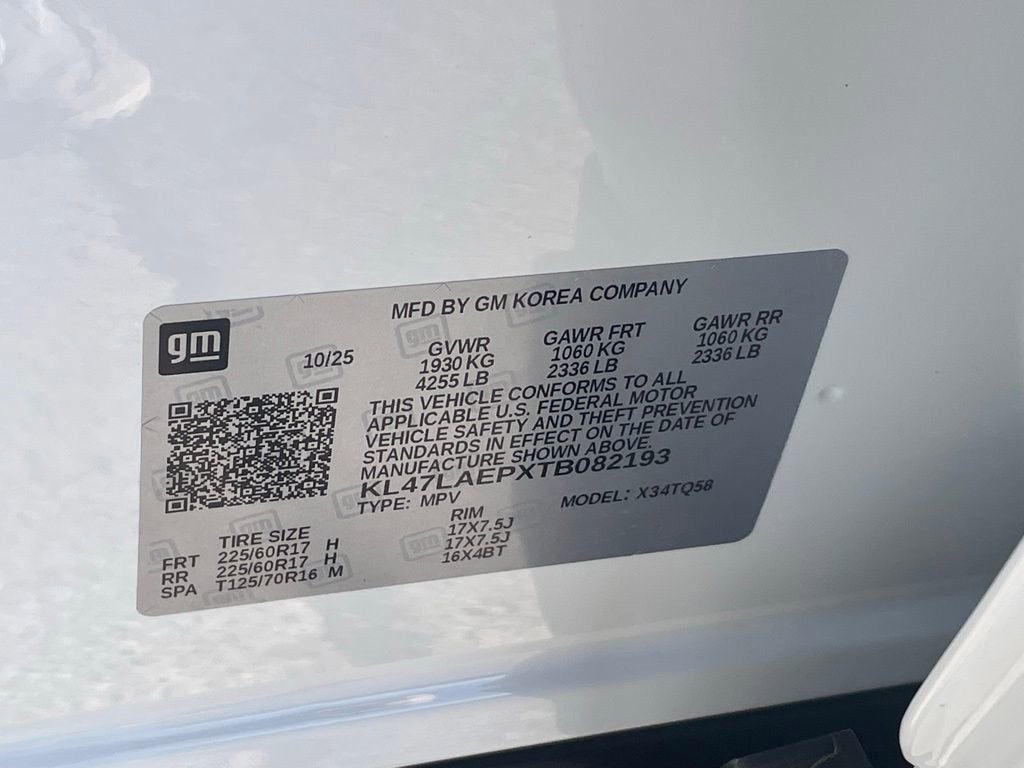 MFD BY GM KOREA COMPANY
gm
10/25
GVWR
1930 KG
4255 LB
GAWR FRT
1060 KG
2336 LB
GAWR RR
1060 KG
2336 LB
THIS VEHICLE CONFORMS TO ALL
APPLICABLE U.S. FEDERAL MOTOR
VEHICLE SAFETY AND THEFT PREVENTION
STANDARDS IN EFFECT ON THE DATE OF
MANUFACTURE SHOWN ABOVE.
KL47LAEPXTB082193
TYPE: MPV MODEL: X34TQ58
TIRE SIZE RIM
FRT 225/60R17 H 17X7.5J
RR 225/60R17 H 17X7.5J
SPA T125/70R16 M 16X4BT